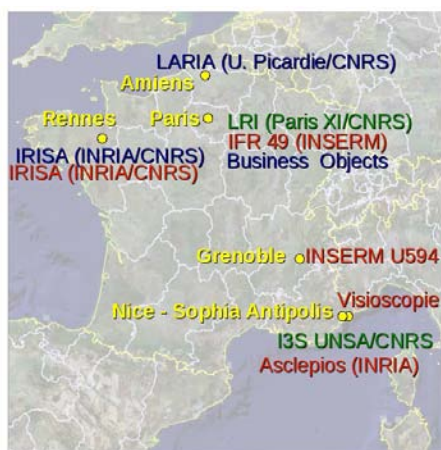 LARIA (U. Picardie/CNRS)
Amiens
Rennes
Paris
LRI (Paris XI/CNRS)
IFR 49 (INSERM)
IRISA (INRIA/CNRS)
Business Objects
IRISA (INRIA/CNRS)
Grenoble
INSERM U594
Visioscopie
Nice - Sophia Antipolis
I3S UNSA/CNRS
Asclepios (INRIA)